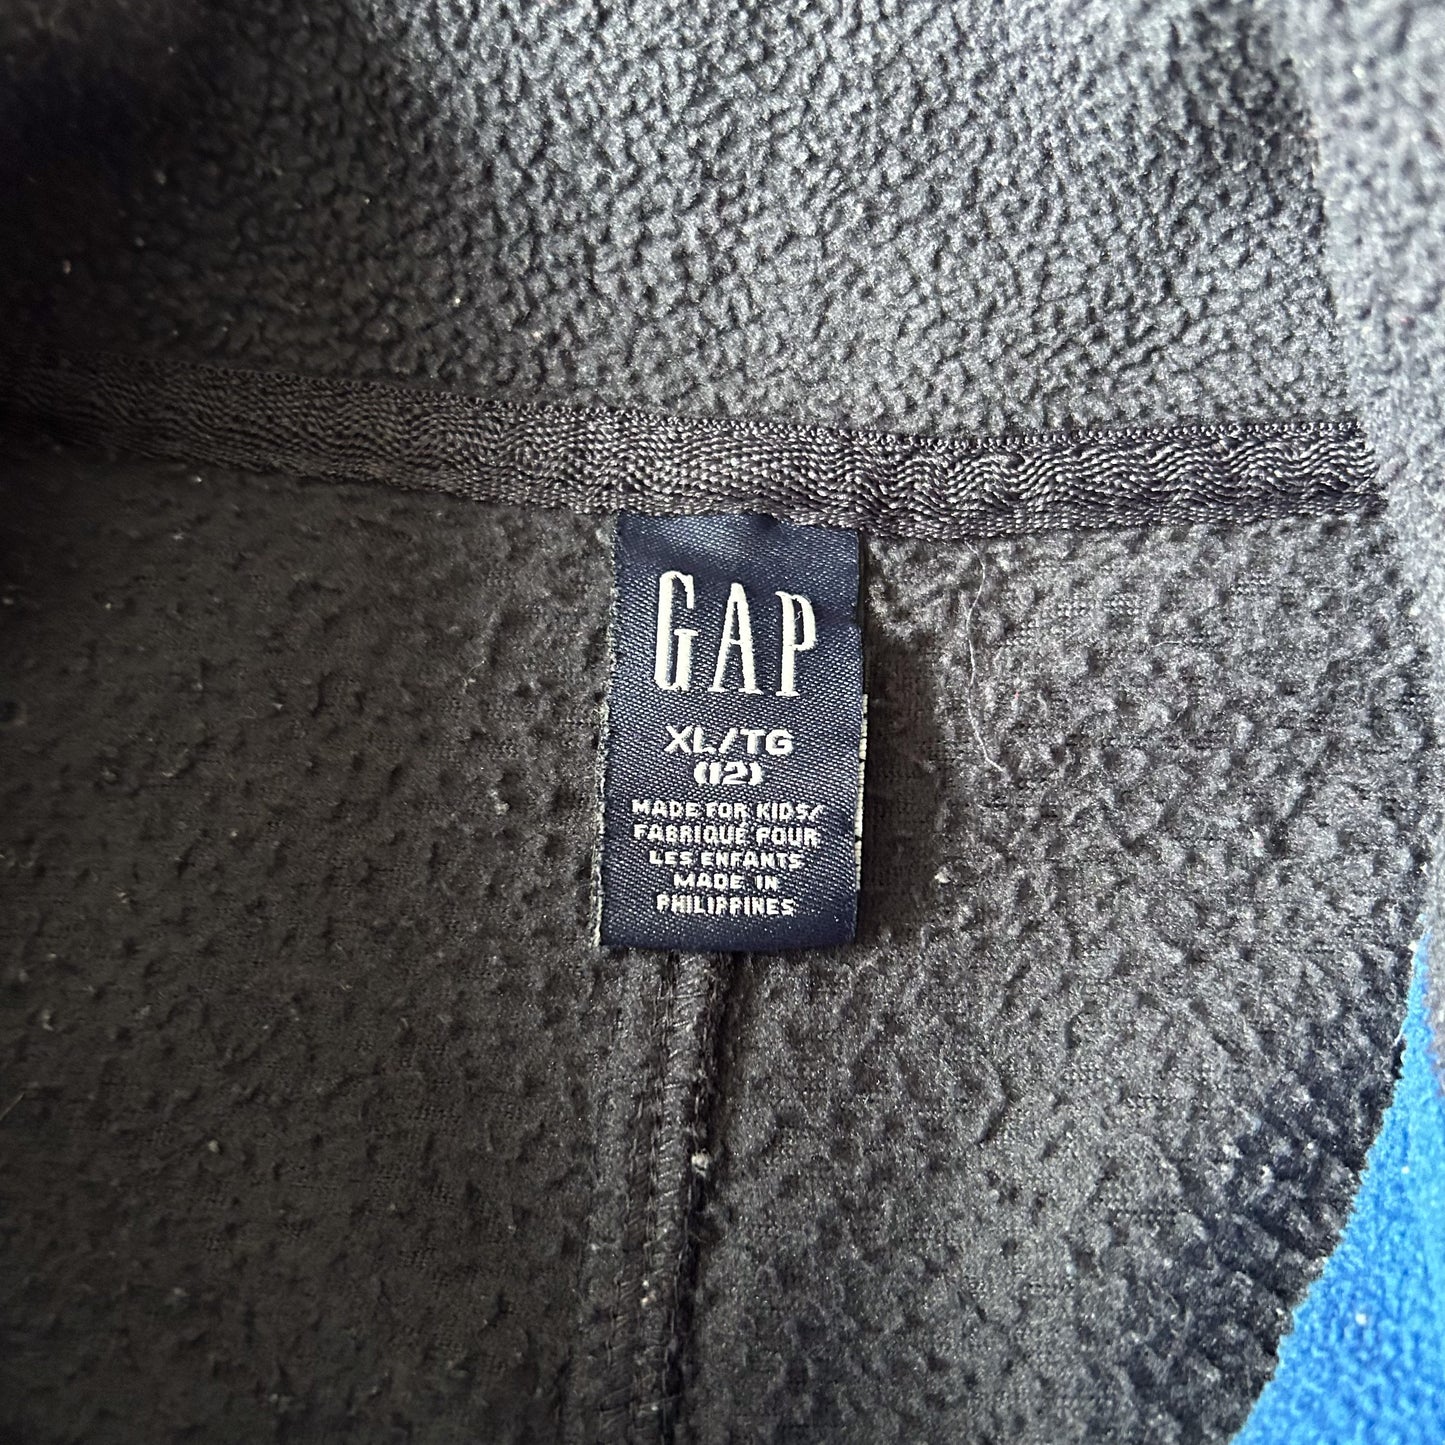 GAP
XL/TG
(12)
MADE FOR KIDS/
FABRIQUÉ POUR
LES ENFANTS
MADE IN
PHILIPPINES